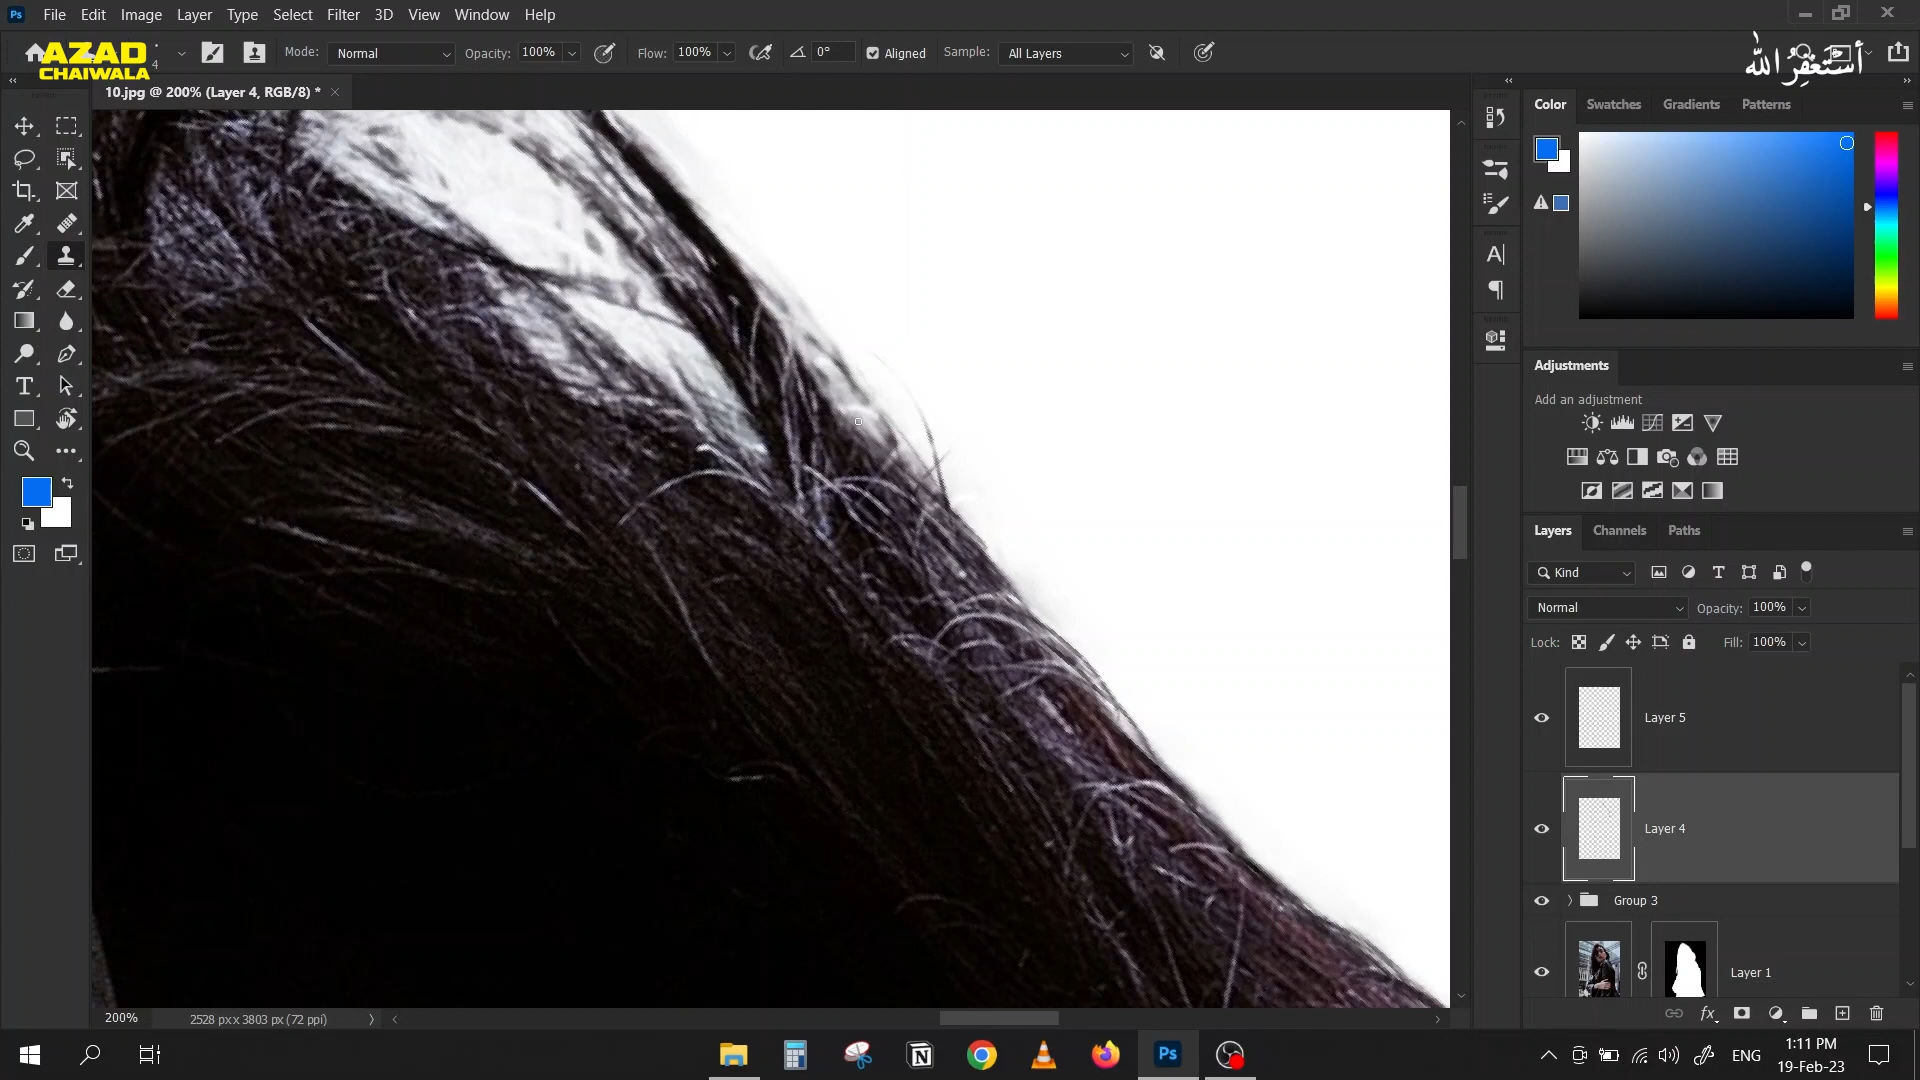 File Edit Image Layer Type Select Filter 3D View Window Help
AZAD
CHAIWALA
4
Mode: Normal Opacity: 100% Flow: 100% 0° Aligned Sample: All Layers
أستغفِرُ اللّٰه
10.jpg @ 200% (Layer 4, RGB/8) *
Color Swatches Gradients Patterns
Adjustments
Add an adjustment
Layers Channels Paths
Kind
Normal Opacity: 100%
Lock: Fill: 100%
Layer 5
Layer 4
Group 3
Layer 1
200% 2528 px x 3803 px (72 ppi)
ENG
1:11 PM
19-Feb-23